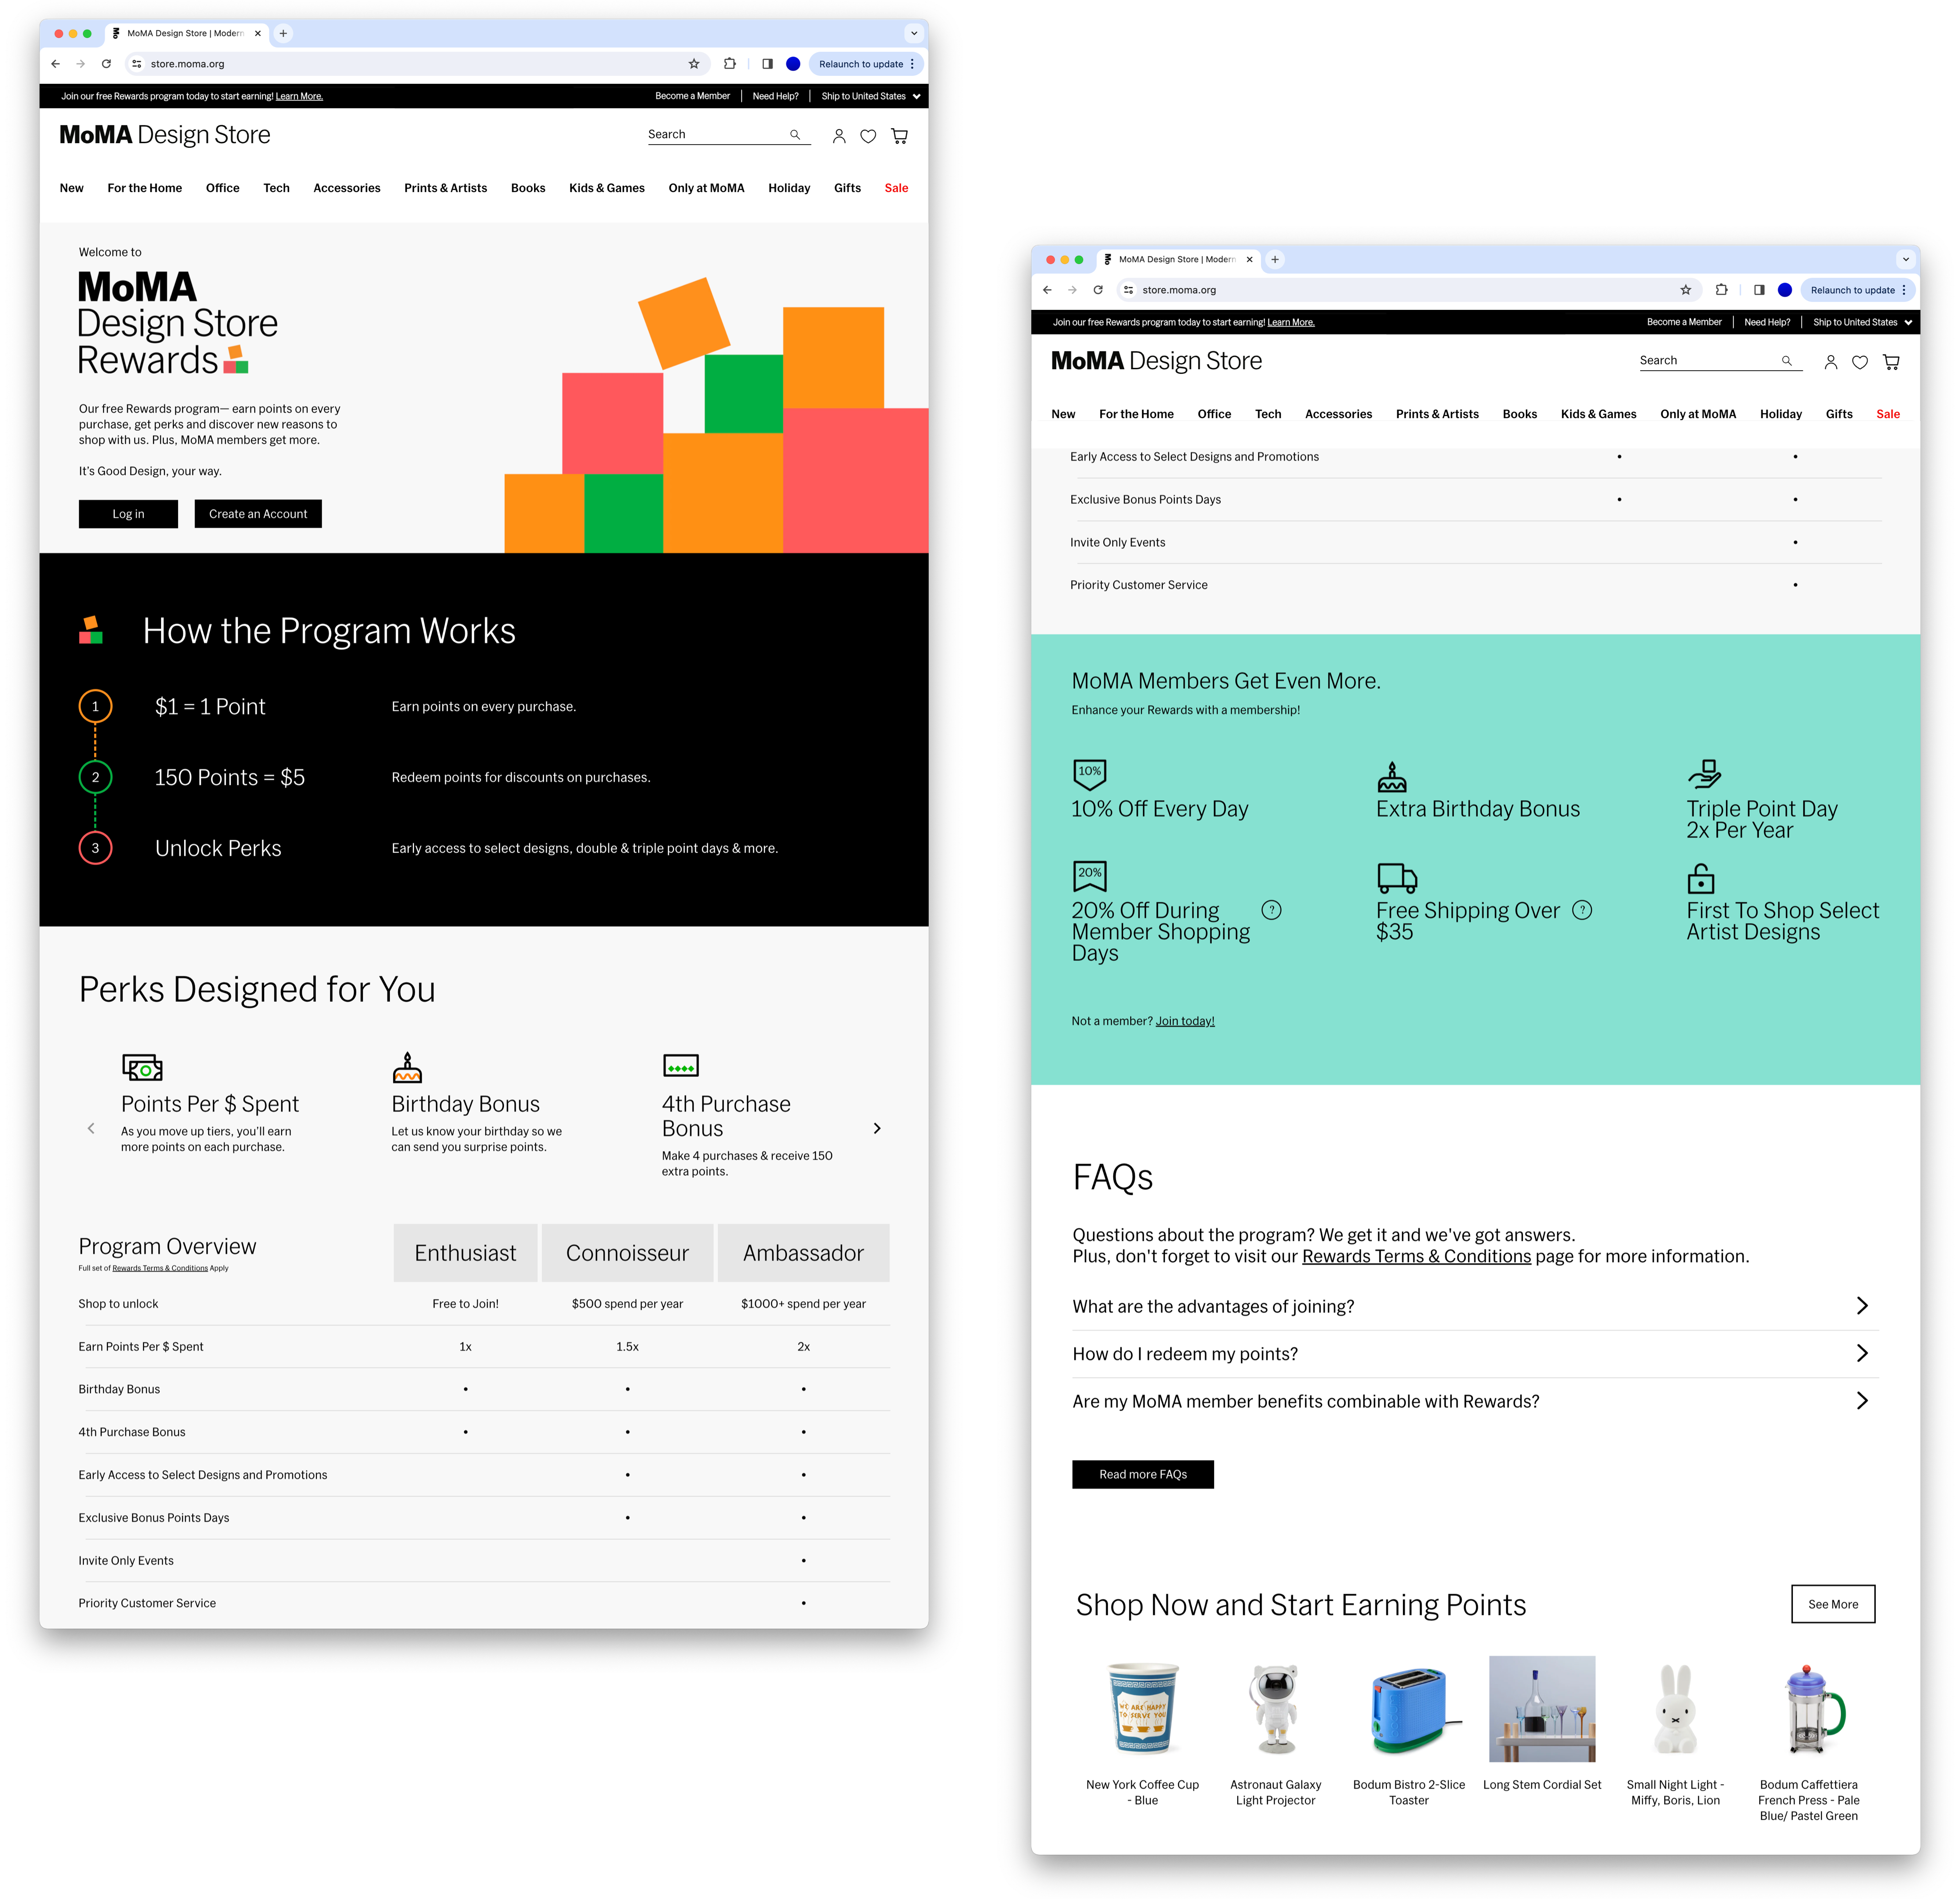 MoMA Design Store | Modern
store.moma.org
Relaunch to update
Join our free Rewards program today to start earning! Learn More.
Become a Member
Need Help?
Ship to United States
MoMA Design Store
Search
New
For the Home
Office
Tech
Accessories
Prints & Artists
Books
Kids & Games
Only at MoMA
Holiday
Gifts
Sale
Welcome to
MoMA
Design Store
Rewards
Our free Rewards program— earn points on every
purchase, get perks and discover new reasons to
shop with us. Plus, MoMA members get more.
It's Good Design, your way.
Log in
Create an Account
How the Program Works
1
$1 = 1 Point
Earn points on every purchase.
2
150 Points = $5
Redeem points for discounts on purchases.
3
Unlock Perks
Early access to select designs, double & triple point days & more.
Perks Designed for You
Points Per $ Spent
As you move up tiers, you'll earn
more points on each purchase.
Birthday Bonus
Let us know your birthday so we
can send you surprise points.
4th Purchase
Bonus
Make 4 purchases & receive 150
extra points.
Program Overview
Full set of Rewards Terms & Conditions Apply
Enthusiast
Connoisseur
Ambassador
Shop to unlock
Free to Join!
$500 spend per year
$1000+ spend per year
Earn Points Per $ Spent
1x
1.5x
2x
Birthday Bonus
4th Purchase Bonus
Early Access to Select Designs and Promotions
Exclusive Bonus Points Days
Invite Only Events
Priority Customer Service
MoMA Design Store | Modern
store.moma.org
Relaunch to update
Join our free Rewards program today to start earning! Learn More.
Become a Member
Need Help?
Ship to United States
MoMA Design Store
Search
New
For the Home
Office
Tech
Accessories
Prints & Artists
Books
Kids & Games
Only at MoMA
Holiday
Gifts
Sale
Early Access to Select Designs and Promotions
Exclusive Bonus Points Days
Invite Only Events
Priority Customer Service
MoMA Members Get Even More.
Enhance your Rewards with a membership!
10%
10% Off Every Day
Extra Birthday Bonus
Triple Point Day
2x Per Year
20%
20% Off During
Member Shopping
Days
?
Free Shipping Over
$35
?
First To Shop Select
Artist Designs
Not a member? Join today!
FAQs
Questions about the program? We get it and we've got answers.
Plus, don't forget to visit our Rewards Terms & Conditions page for more information.
What are the advantages of joining?
How do I redeem my points?
Are my MoMA member benefits combinable with Rewards?
Read more FAQs
Shop Now and Start Earning Points
See More
WE ARE HAPPY
TO SERVE YOU
New York Coffee Cup
- Blue
Astronaut Galaxy
Light Projector
Bodum Bistro 2-Slice
Toaster
Long Stem Cordial Set
Small Night Light -
Miffy, Boris, Lion
Bodum Caffettiera
French Press - Pale
Blue/ Pastel Green